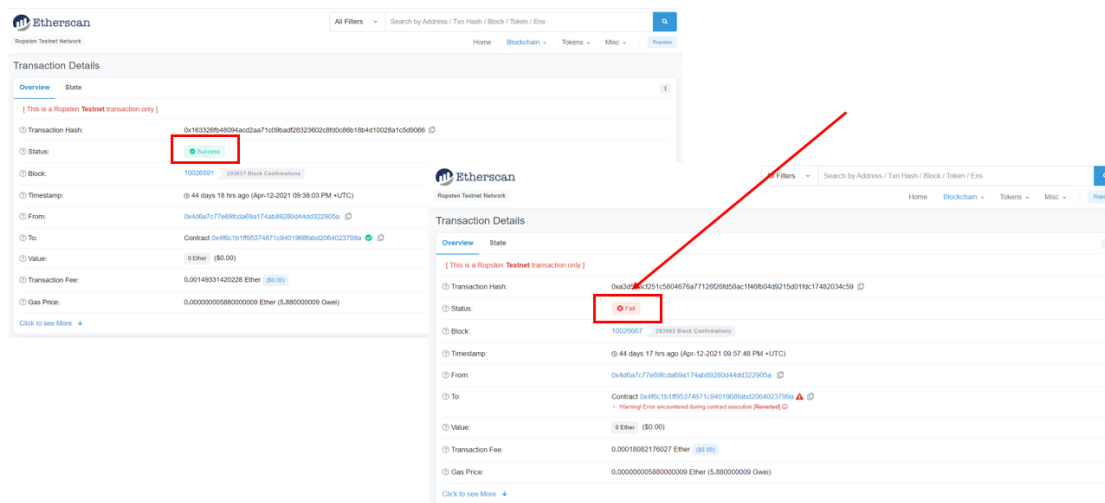 Etherscan
All Filters Search by Address / Txn Hash / Block / Token / Ens
Ropsten Testnet Network
Home Blockchain Tokens Misc Ropsten
Transaction Details
Overview State
[ This is a Ropsten Testnet transaction only ]
Transaction Hash:
Status: Success
Block: 10026591 293637 Block Confirmations
Timestamp: 44 days 18 hrs ago (Apr-12-2021 09:38:03 PM +UTC)
From: 0x4d6a7c77e69fcda69a174ab89280d44dd322905a
To: Contract 0x4f6c1b1ff95374871c9401968fabd2064023799a
Value: 0 Ether ($0.00)
Transaction Fee: 0.00149331420228 Ether ($0.00)
Gas Price: 0.000000005880000009 Ether (5.880000009 Gwei)
Click to see More
Etherscan
All Filters Search by Address / Txn Hash / Block / Token / Ens
Ropsten Testnet Network
Home Blockchain Tokens Misc
Transaction Details
Overview State
[ This is a Ropsten Testnet transaction only ]
Transaction Hash:
Status: Fail
Block: 293563 Block Confirmations
Timestamp: 44 days 17 hrs ago (Apr-12-2021 09:57:48 PM +UTC)
From: 0x4d6a7c77e69fcda69a174ab89280d44dd322905a
To: Contract 0x4f6c1b1ff95374871c9401968fabd2064023799a
Warning! Error encountered during contract execution [Reverted]
Value: 0 Ether ($0.00)
Transaction Fee: 0.00018082176027 Ether ($0.00)
Gas Price: 0.000000005880000009 Ether (5.880000009 Gwei)
Click to see More